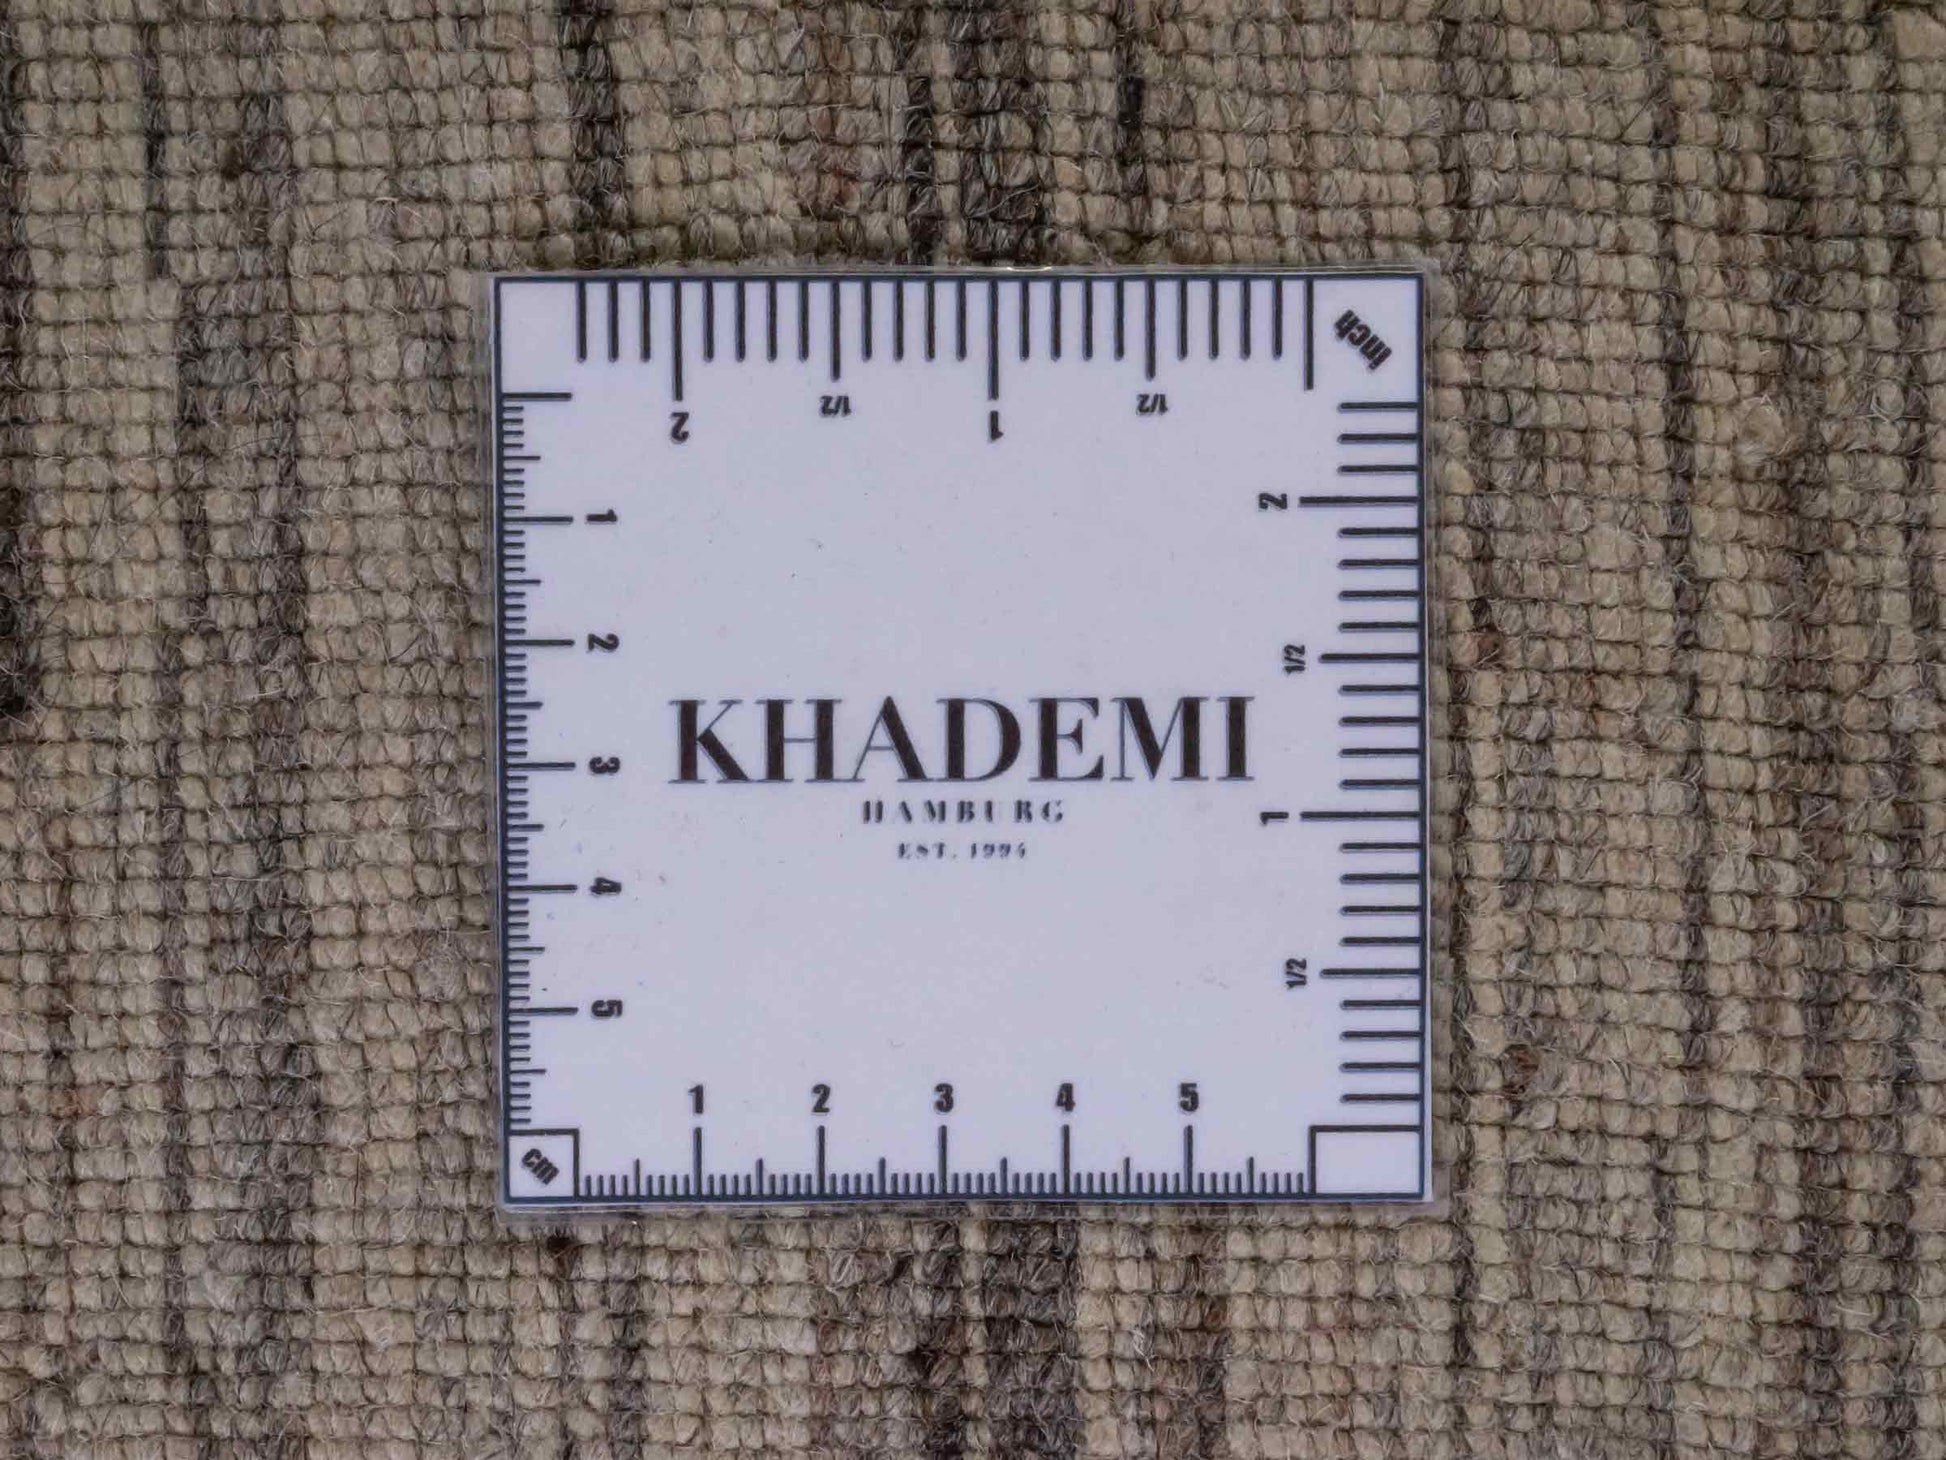 inch
2 1/2 1 1/2
1
2
3
4
5
2
1/2
1
1/2
KHADEMI
HAMBURG
EST. 1994
1 2 3 4 5
cm